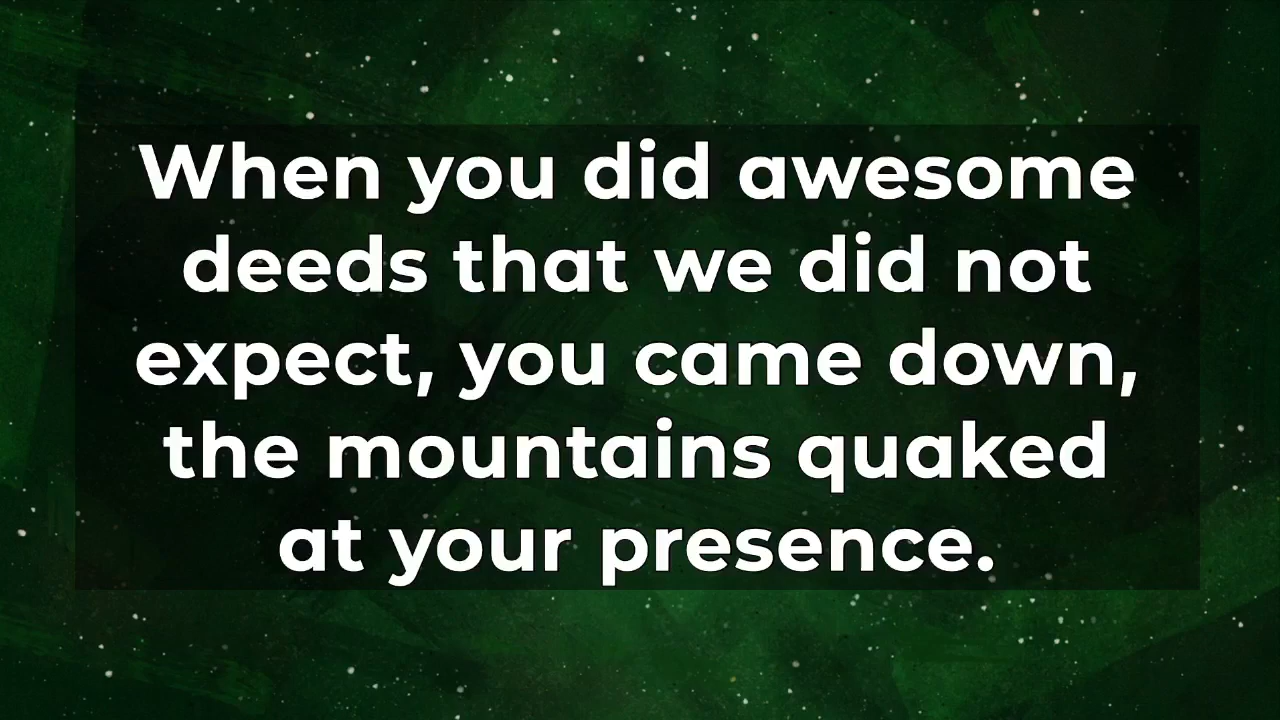 When you did awesome
deeds that we did not
expect, you came down,
the mountains quaked
at your presence.